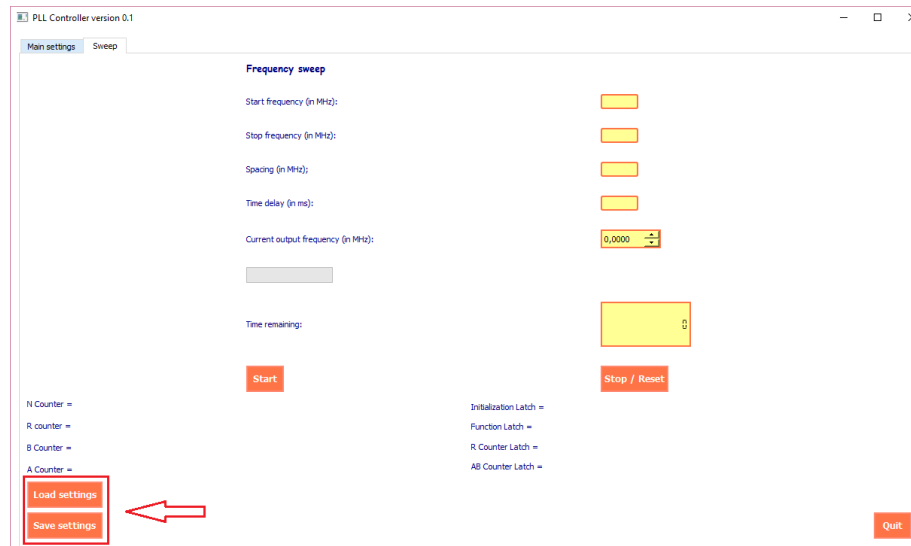 PLL Controller version 0.1
Main settings Sweep
Frequency sweep
Start frequency (in MHz):
Stop frequency (in MHz):
Spacing (in MHz);
Time delay (in ms):
Current output frequency (in MHz): 0,0000
Time remaining: 0
Start Stop / Reset
N Counter = Initialization Latch =
R counter = Function Latch =
B Counter = R Counter Latch =
A Counter = AB Counter Latch =
Load settings
Save settings Quit